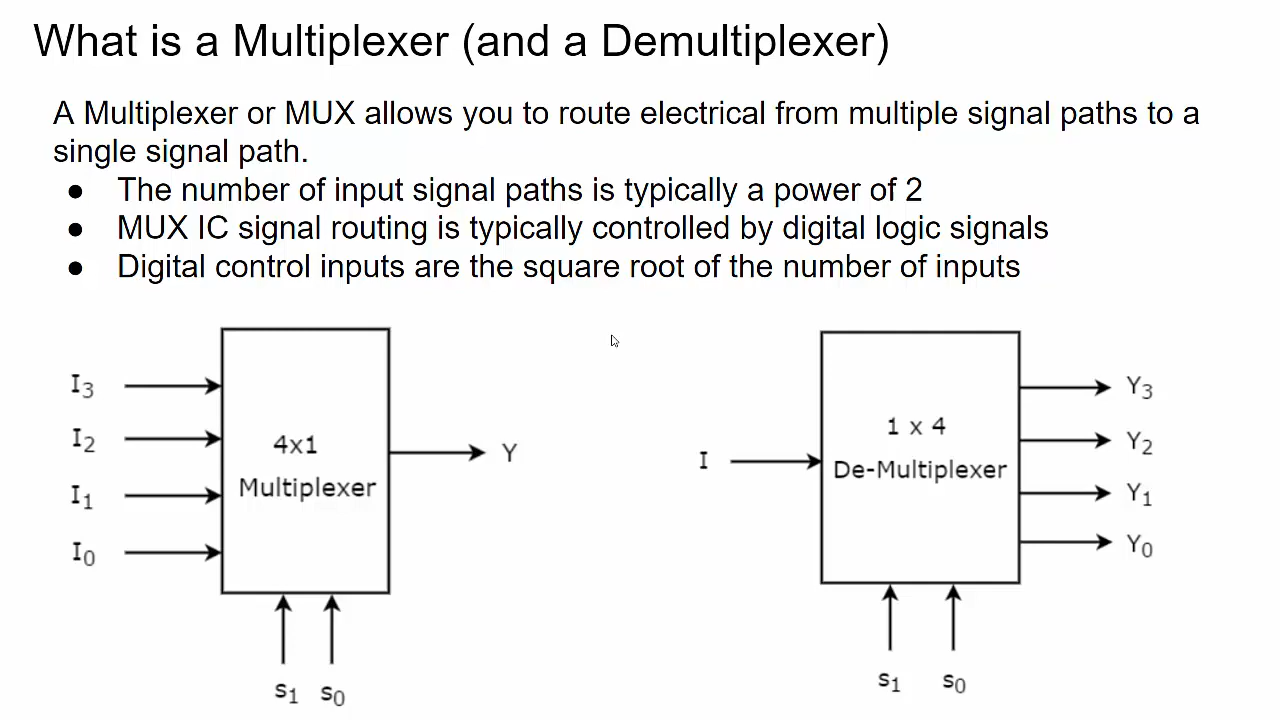 What is a Multiplexer (and a Demultiplexer)
A Multiplexer or MUX allows you to route electrical from multiple signal paths to a
single signal path.
● The number of input signal paths is typically a power of 2
● MUX IC signal routing is typically controlled by digital logic signals
● Digital control inputs are the square root of the number of inputs
I3
I2
I1
I0
4x1
Multiplexer
Y
s1 s0
I
1 x 4
De-Multiplexer
Y3
Y2
Y1
Y0
s1 s0